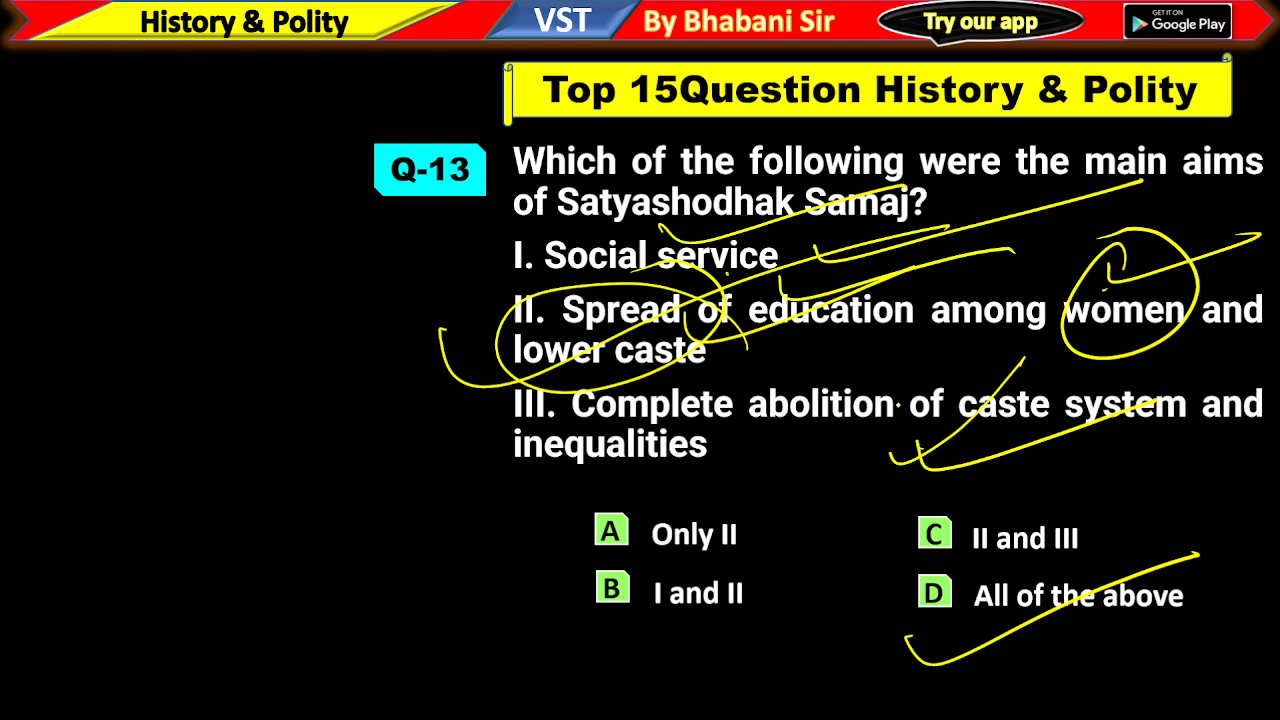 History & Polity
VST
By Bhabani Sir
Try our app
GET IT ON
Google Play
Top 15Question History & Polity
Q-13
Which of the following were the main aims
of Satyashodhak Samaj?
I. Social service
II. Spread of education among women and
lower caste
III. Complete abolition of caste system and
inequalities
A Only II
C II and III
B I and II
D All of the above